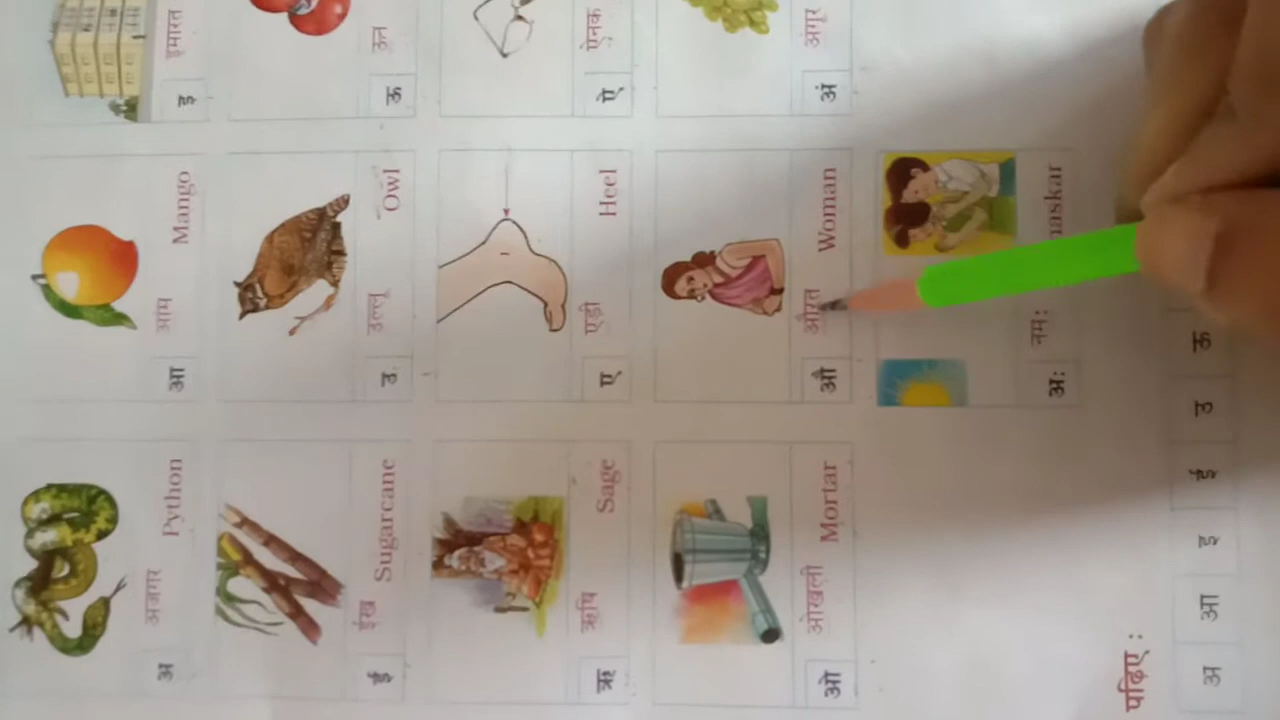 अजगर Python
अ
आम Mango
आ
इमारत
इ
ईख Sugarcane
ई
उल्लू Owl
उ
ऊन
ऊ
ऋषि Sage
ऋ
एड़ी Heel
ए
ऐनक
ऐ
ओखली Mortar
ओ
औरत Woman
औ
अंगूर
अं
नमः
अः
पढ़िए :
अ आ इ ई उ ऊ